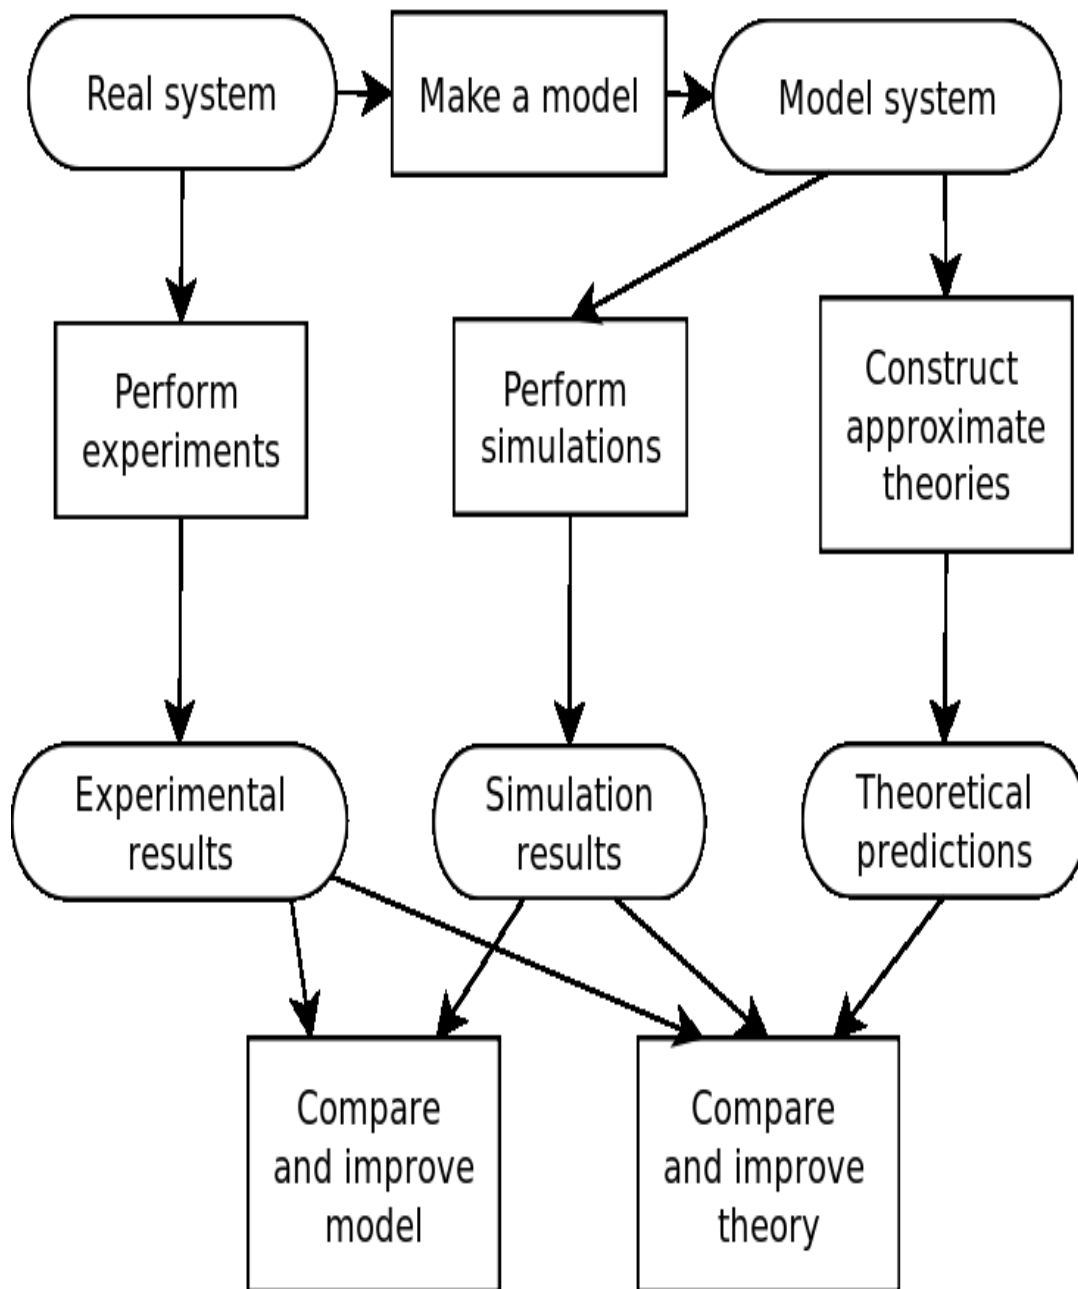 Real system
Make a model
Model system
Perform
experiments
Perform
simulations
Construct
approximate
theories
Experimental
results
Simulation
results
Theoretical
predictions
Compare
and improve
model
Compare
and improve
theory